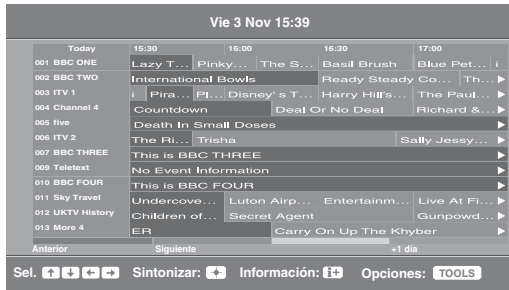 Vie 3 Nov 15:39
Today 15:30 16:00 16:30 17:00
001 BBC ONE Lazy T... Pinky... The S... Basil Brush Blue Pet... i
002 BBC TWO International Bowls Ready Steady Co... Th...
003 ITV 1 i Pira... Pl... Disney's T... Harry Hill's... The Paul...
004 Channel 4 Countdown Deal Or No Deal Richard &...
005 five Death In Small Doses
006 ITV 2 The Ri... Trisha Sally Jessy...
007 BBC THREE This is BBC THREE
009 Teletext No Event Information
010 BBC FOUR This is BBC FOUR
011 Sky Travel Undercove... Luton Airp... Entertainm... Live At Fi...
012 UKTV History Children of... Secret Agent Gunpowd...
013 More 4 ER Carry On Up The Khyber
Anterior Siguiente +1 día
Sel. Sintonizar: Información: i+ Opciones: TOOLS